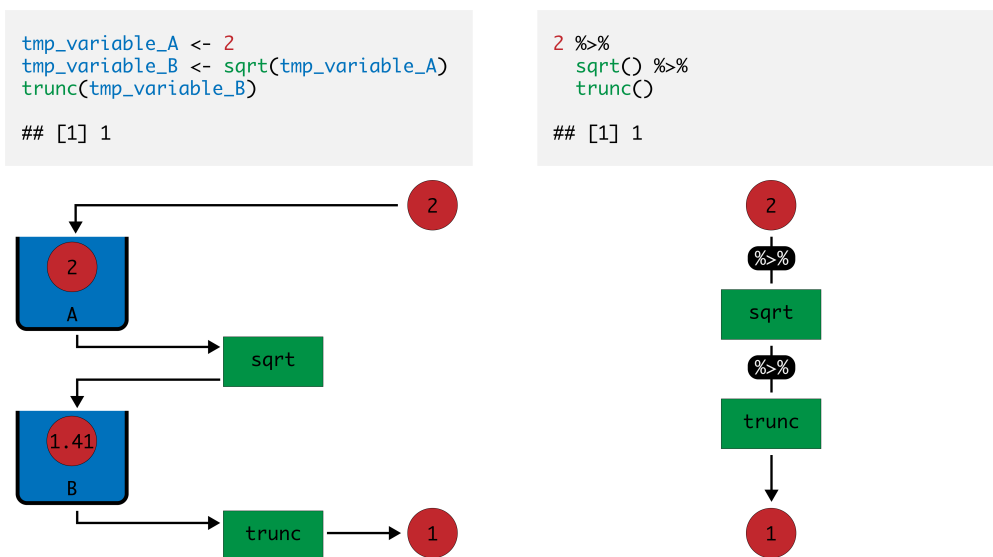 tmp_variable_A <- 2
tmp_variable_B <- sqrt(tmp_variable_A)
trunc(tmp_variable_B)
## [1] 1
2 %>%
sqrt() %>%
trunc()
## [1] 1
2
2
A
sqrt
1.41
B
trunc
1
2
%>%
sqrt
%>%
trunc
1